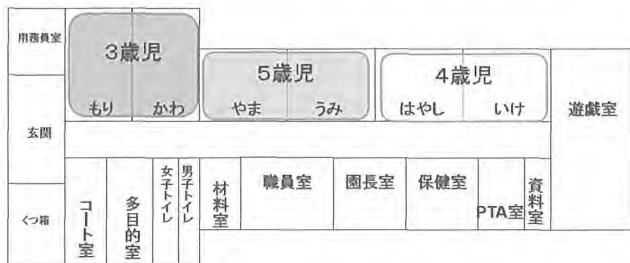 用務員室
3歳児
もり
かわ
5歳児
やま
うみ
4歳児
はやし
いけ
遊戯室
玄関
くつ箱
コート室
多目的室
女子トイレ
男子トイレ
材料室
職員室
園長室
保健室
PTA室
資料室